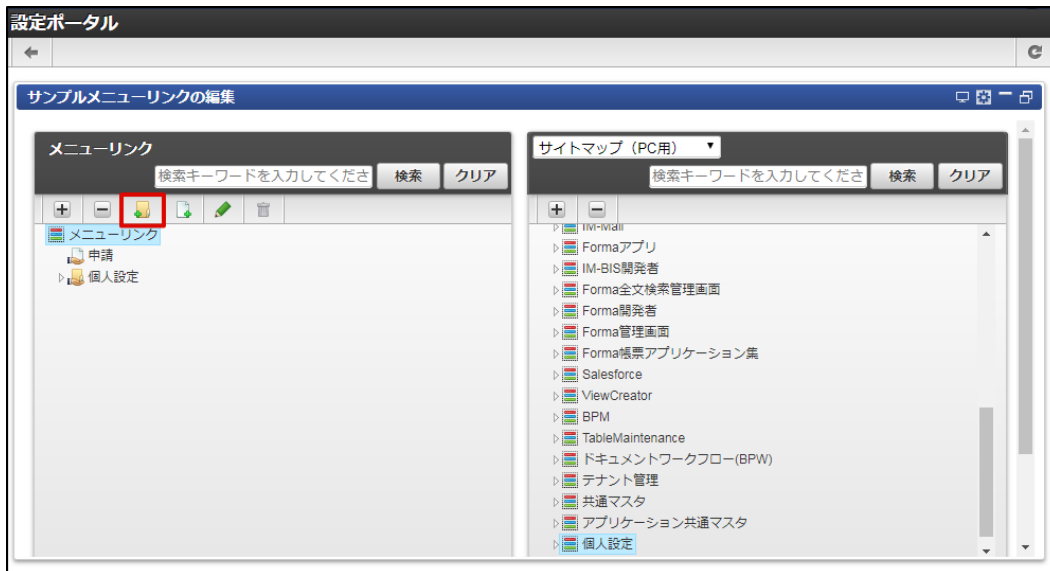 設定ポータル
サンプルメニューリンクの編集
メニューリンク
検索キーワードを入力してくださ 検索 クリア
メニューリンク
申請
個人設定
サイトマップ（PC用）
検索キーワードを入力してくださ 検索 クリア
IM-Mail
Formaアプリ
IM-BIS開発者
Forma全文検索管理画面
Forma開発者
Forma管理画面
Forma帳票アプリケーション集
Salesforce
ViewCreator
BPM
TableMaintenance
ドキュメントワークフロー(BPW)
テナント管理
共通マスタ
アプリケーション共通マスタ
個人設定